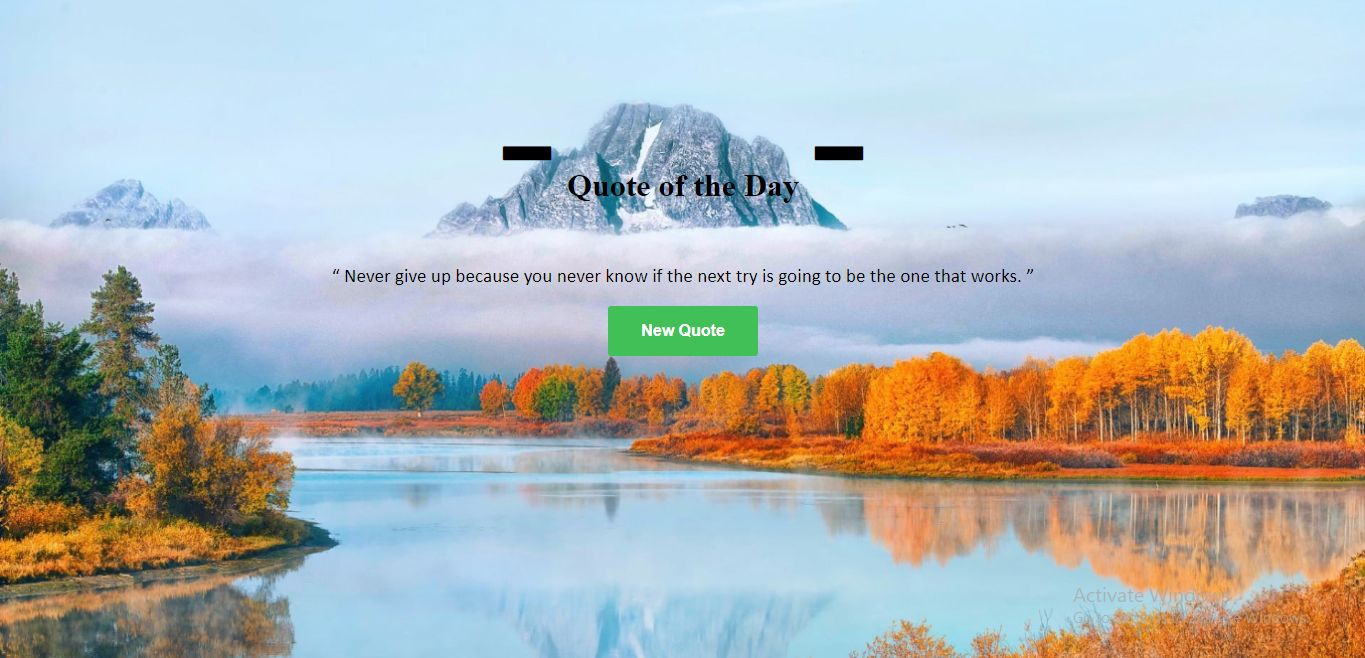 Quote of the Day
“ Never give up because you never know if the next try is going to be the one that works. ”
New Quote
Activate Windows
Go to Settings to activate Windows.